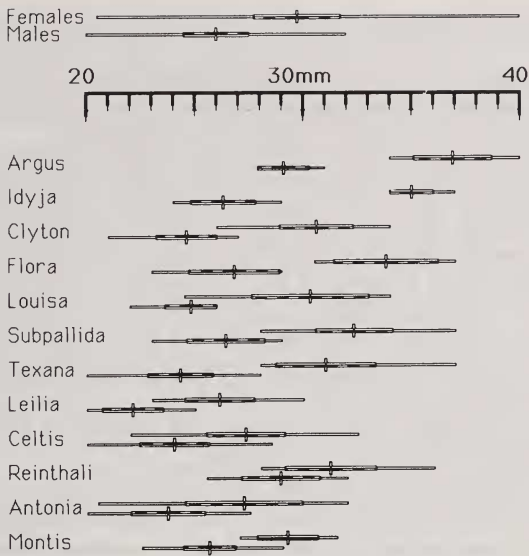 Females
Males
20 30mm 40
Argus
Idyja
Clyton
Flora
Louisa
Subpallida
Texana
Leilia
Celtis
Reinthali
Antonia
Montis